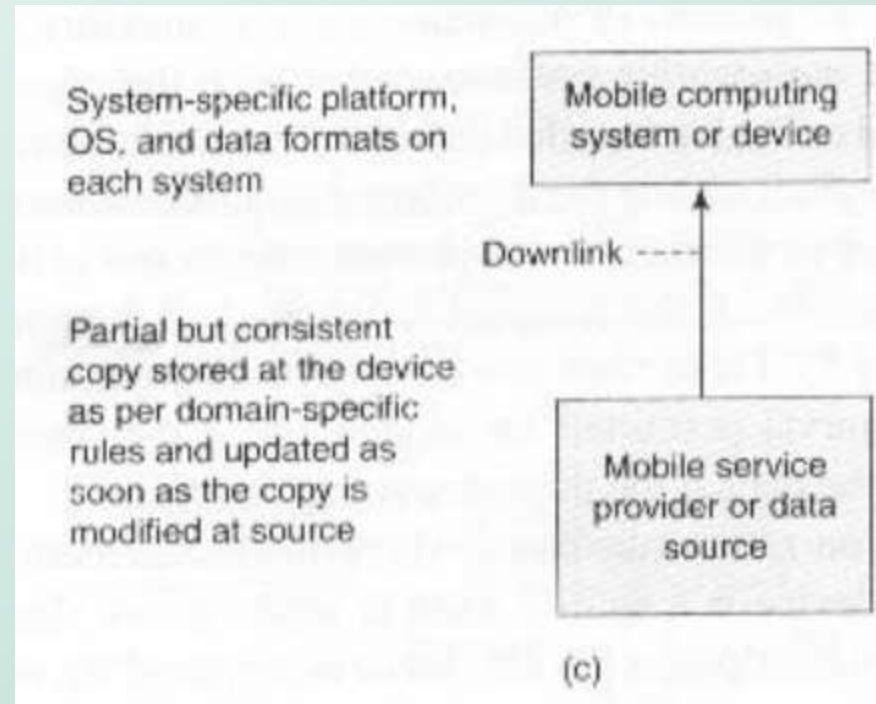 System-specific platform,
OS, and data formats on
each system
Mobile computing
system or device
Downlink
Partial but consistent
copy stored at the device
as per domain-specific
rules and updated as
soon as the copy is
modified at source
Mobile service
provider or data
source
(c)